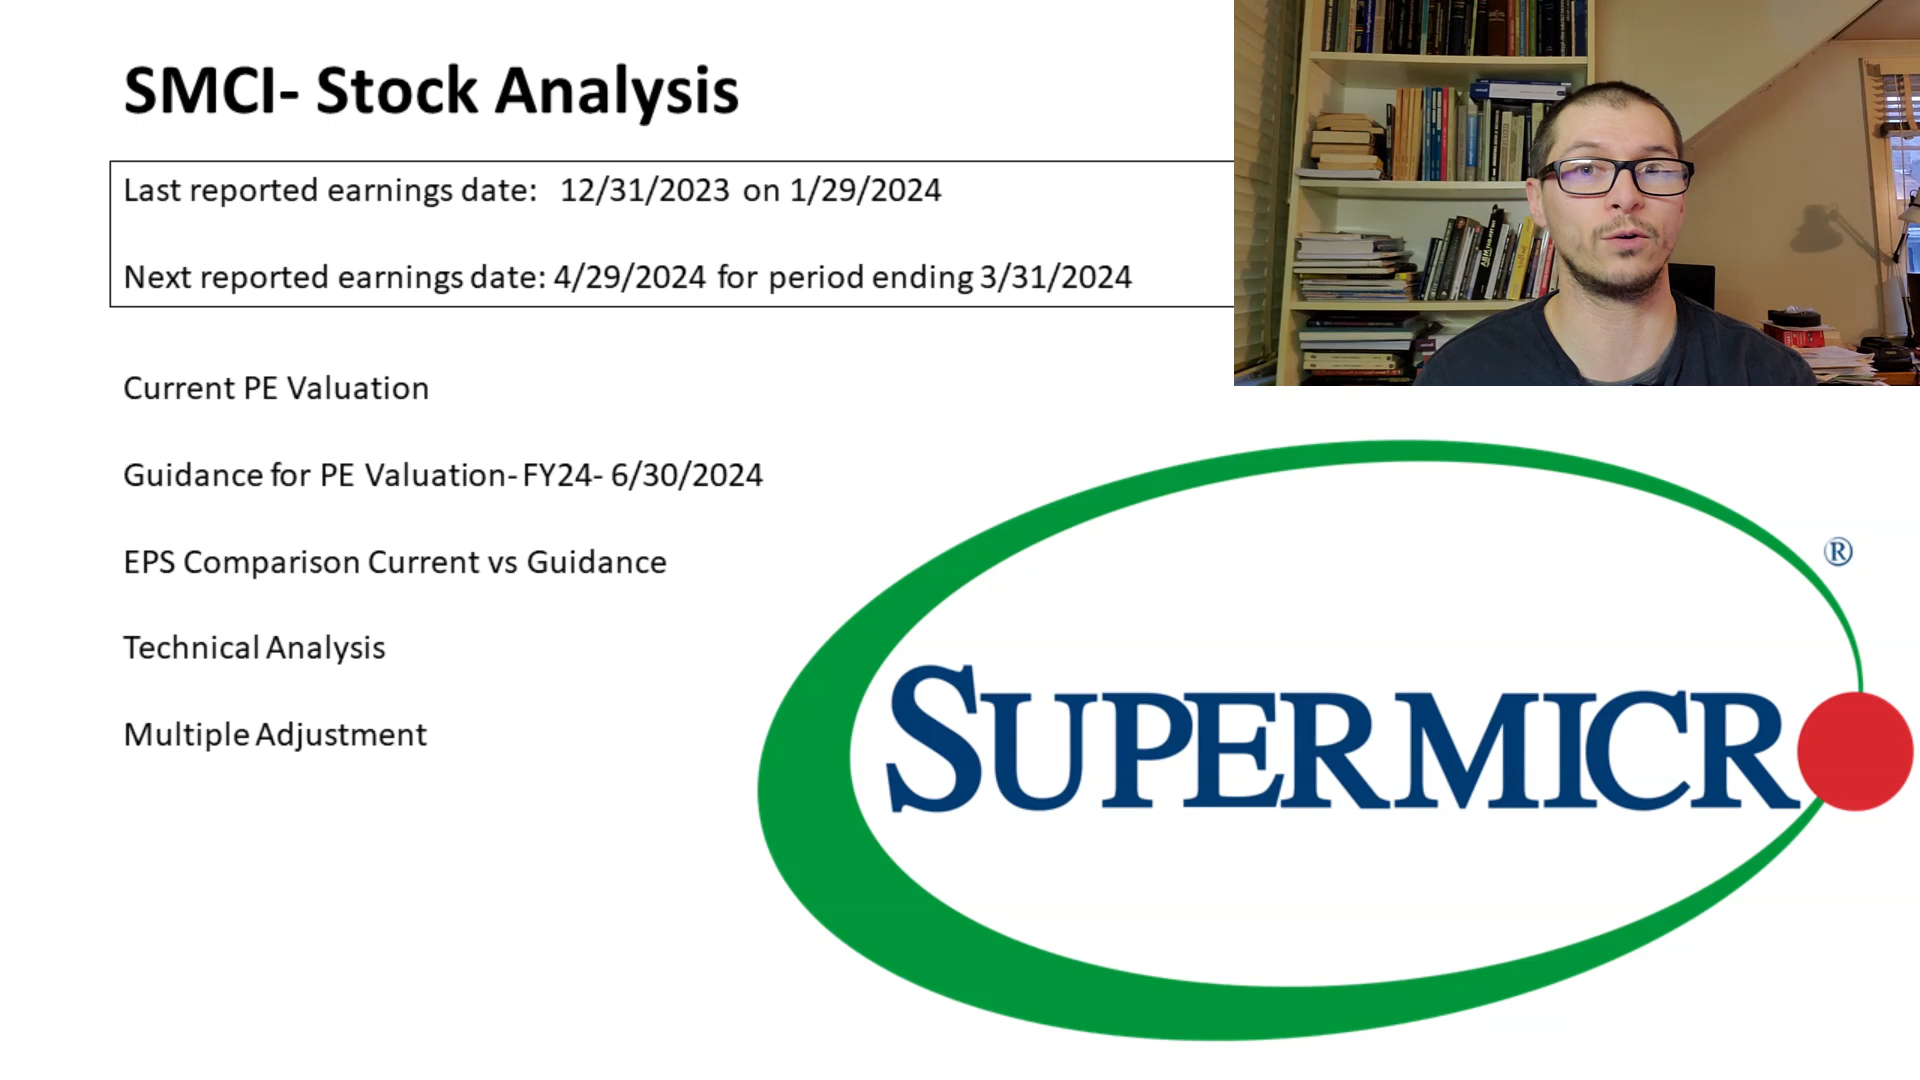 SMCI- Stock Analysis
Last reported earnings date: 12/31/2023 on 1/29/2024
Next reported earnings date: 4/29/2024 for period ending 3/31/2024
Current PE Valuation
Guidance for PE Valuation- FY24- 6/30/2024
EPS Comparison Current vs Guidance
Technical Analysis
Multiple Adjustment
®
SUPERMICR